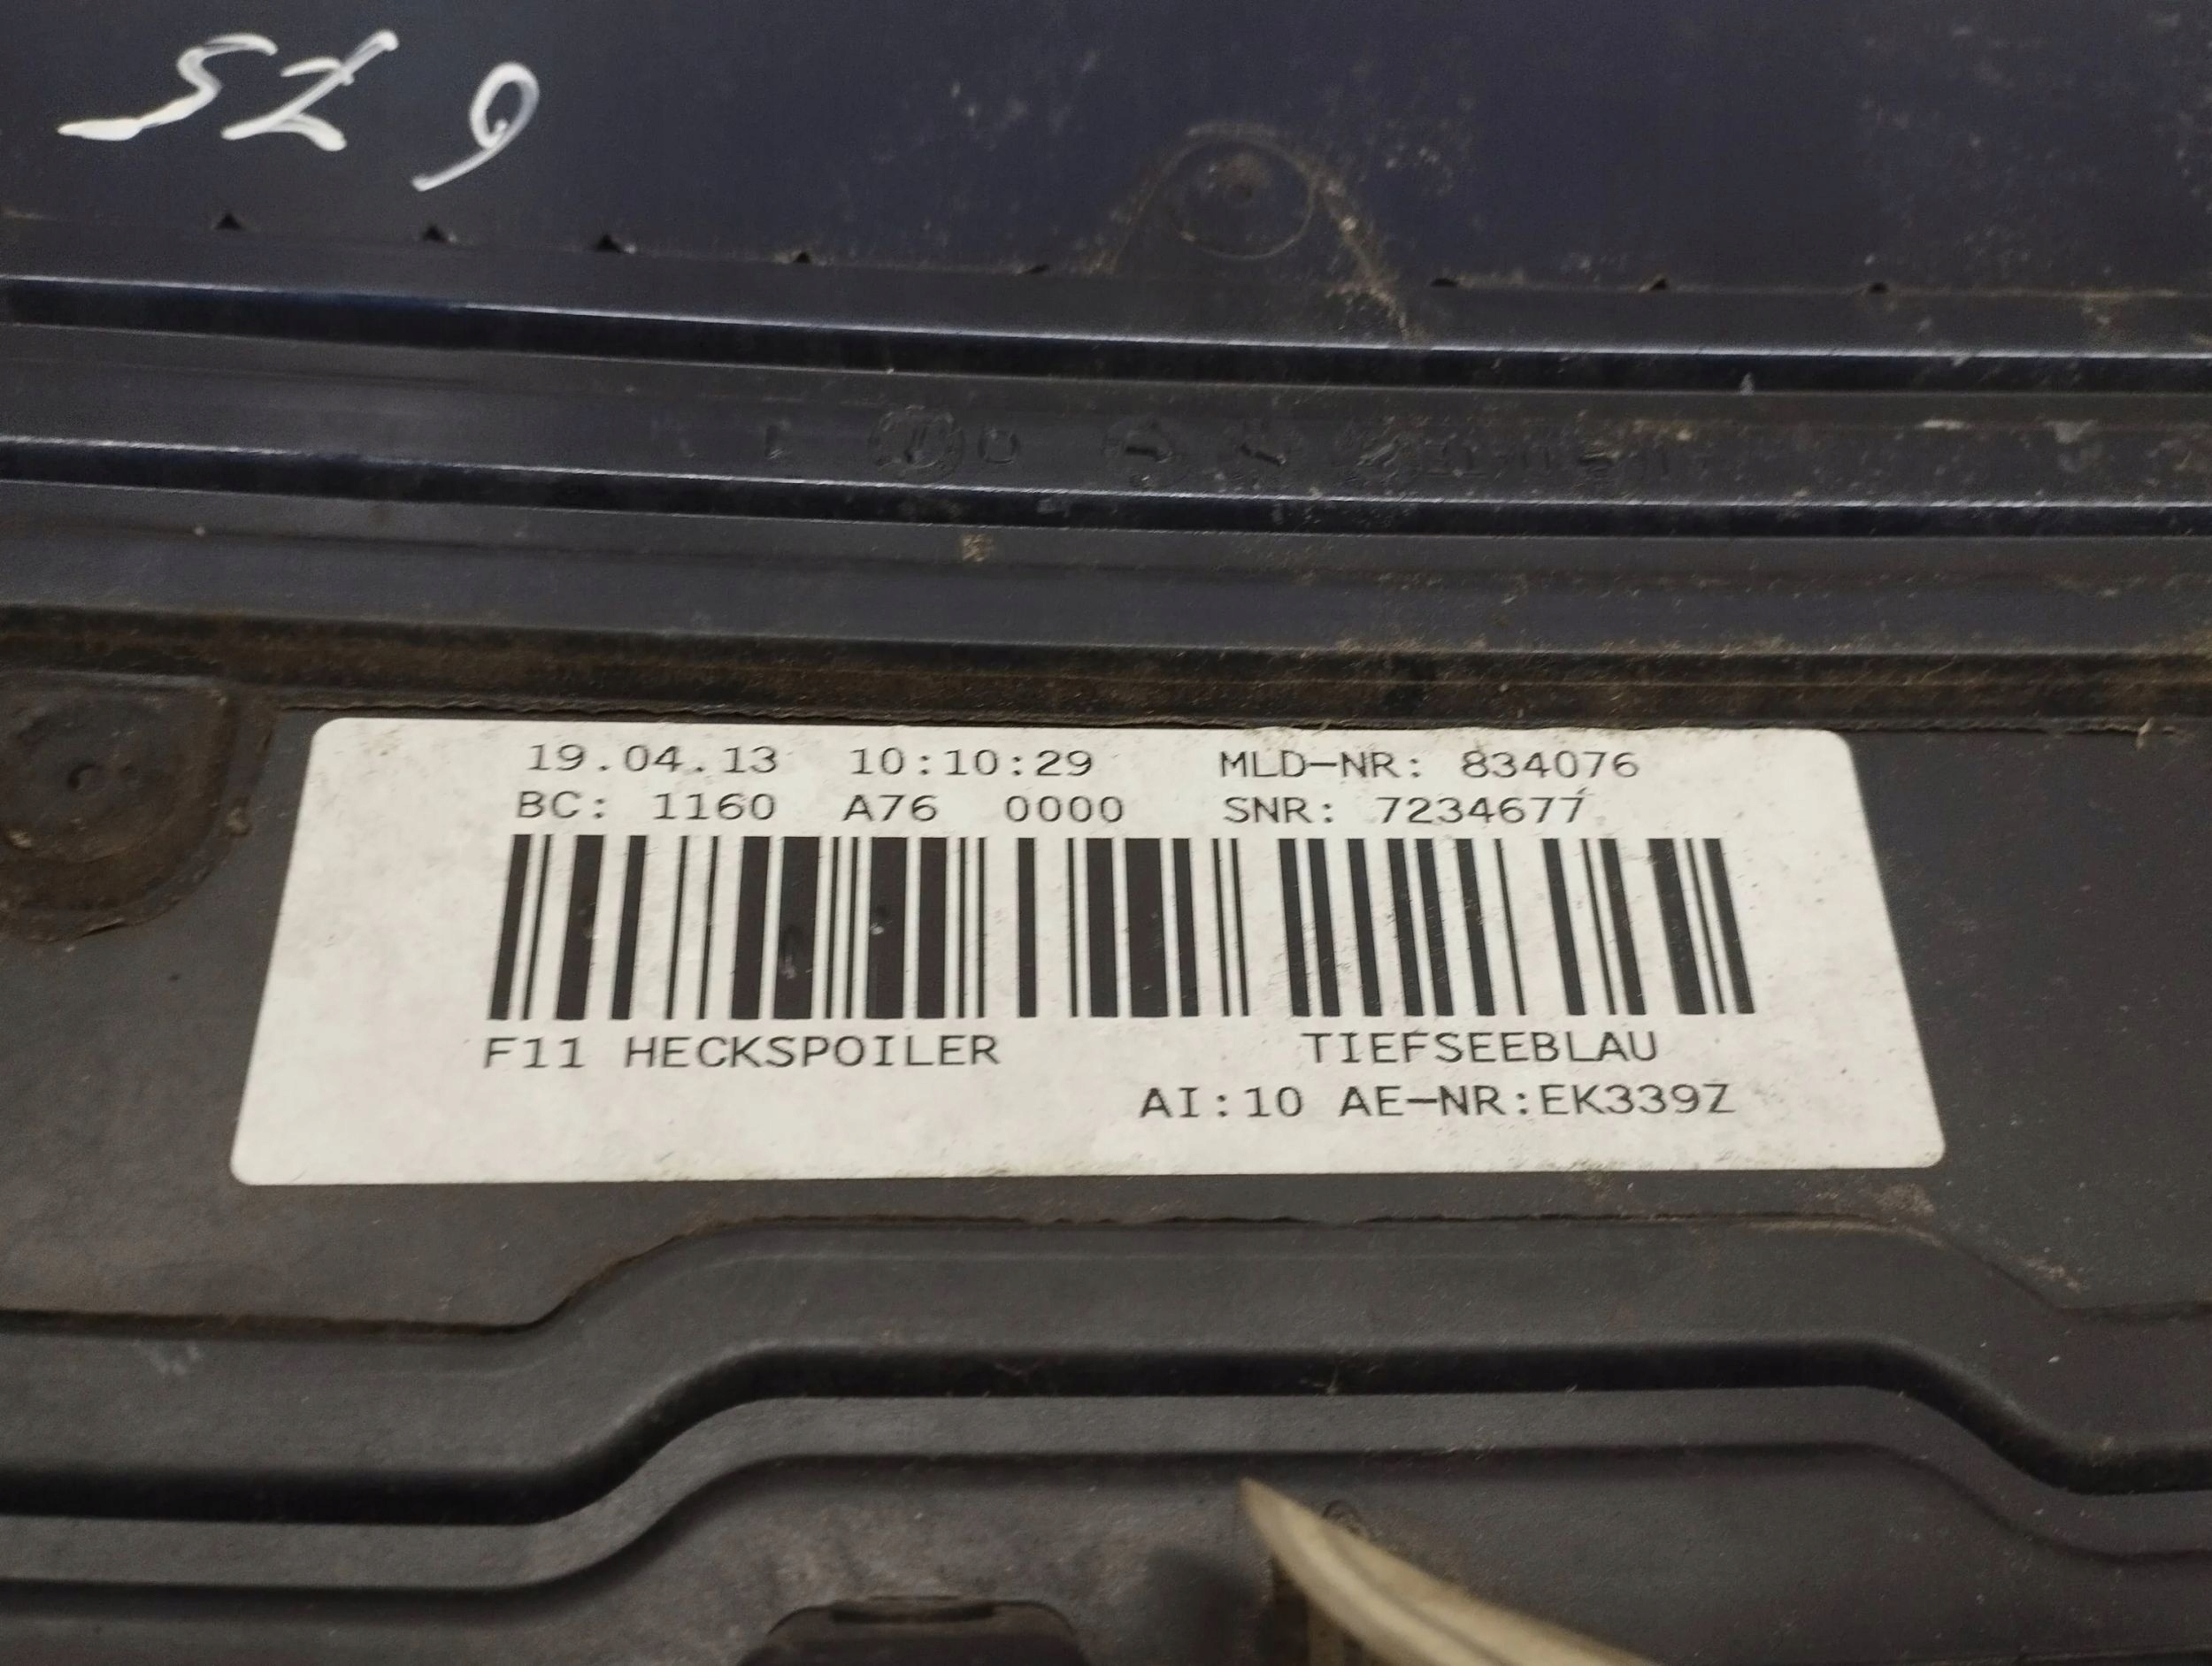 19.04.13 10:10:29 MLD-NR: 834076
BC: 1160 A76 0000 SNR: 7234677
F11 HECKSPOILER TIEFSEEBLAU
AI:10 AE-NR:EK339Z